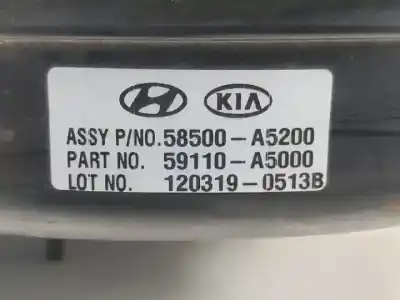 KIA
ASSY P/NO. 58500-A5200
PART NO. 59110-A5000
LOT NO. 120319-0513B